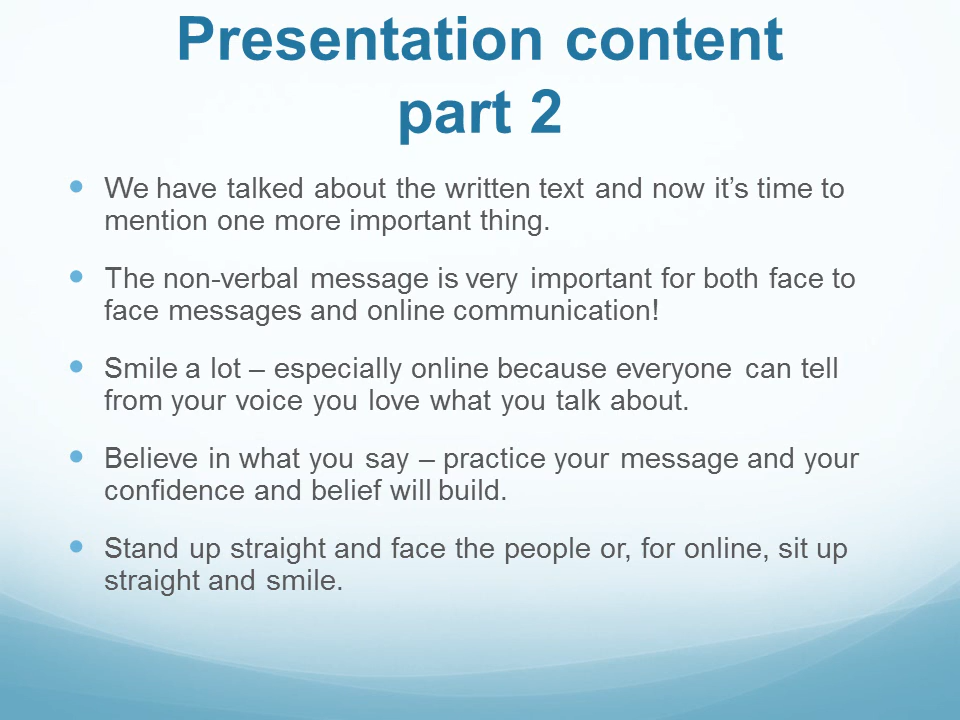 Presentation content
part 2
We have talked about the written text and now it’s time to
mention one more important thing.
The non-verbal message is very important for both face to
face messages and online communication!
Smile a lot – especially online because everyone can tell
from your voice you love what you talk about.
Believe in what you say – practice your message and your
confidence and belief will build.
Stand up straight and face the people or, for online, sit up
straight and smile.